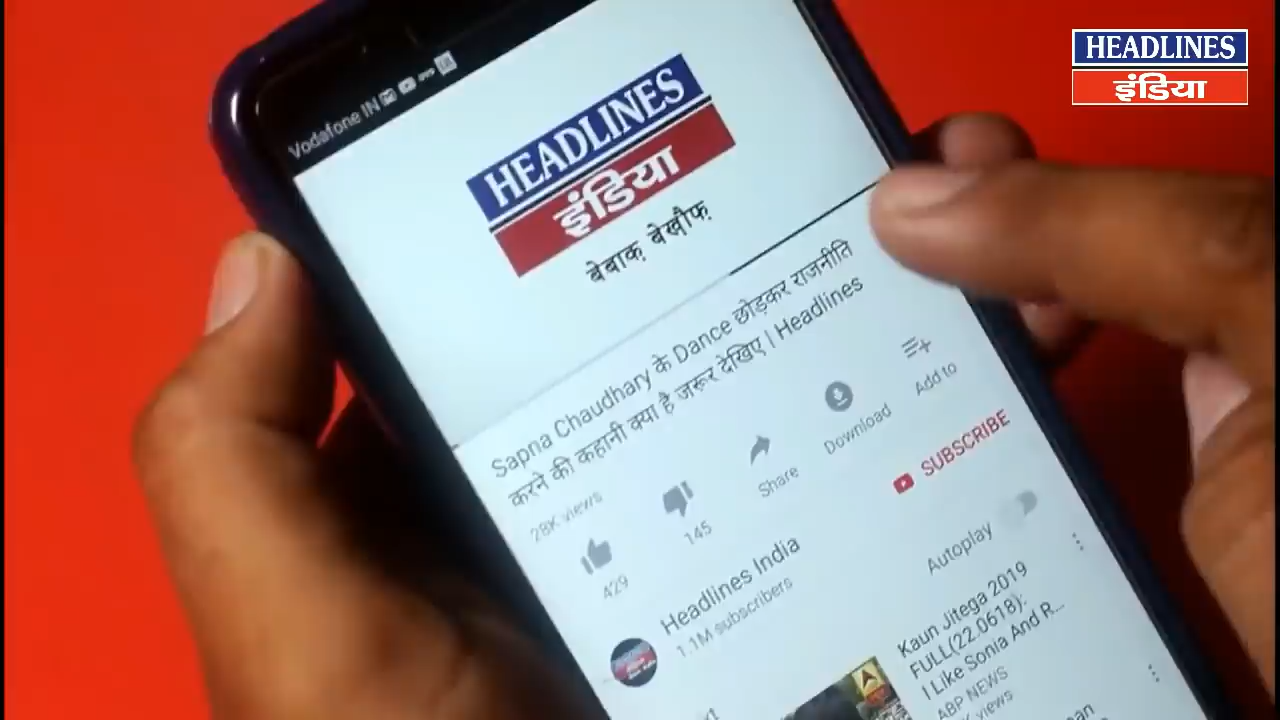 HEADLINES
इंडिया
Vodafone IN
HEADLINES
इंडिया
बेबाक़ बेख़ौफ़
Sapna Chaudhary के Dance छोड़कर राजनीति
करने की कहानी क्या है जरूर देखिए | Headlines
28K views
429
145
Share
Download
Add to
SUBSCRIBE
Headlines India
1.1M subscribers
Autoplay
Kaun Jitega 2019
FULL(22.0618):
I Like Sonia And R...
ABP NEWS
views